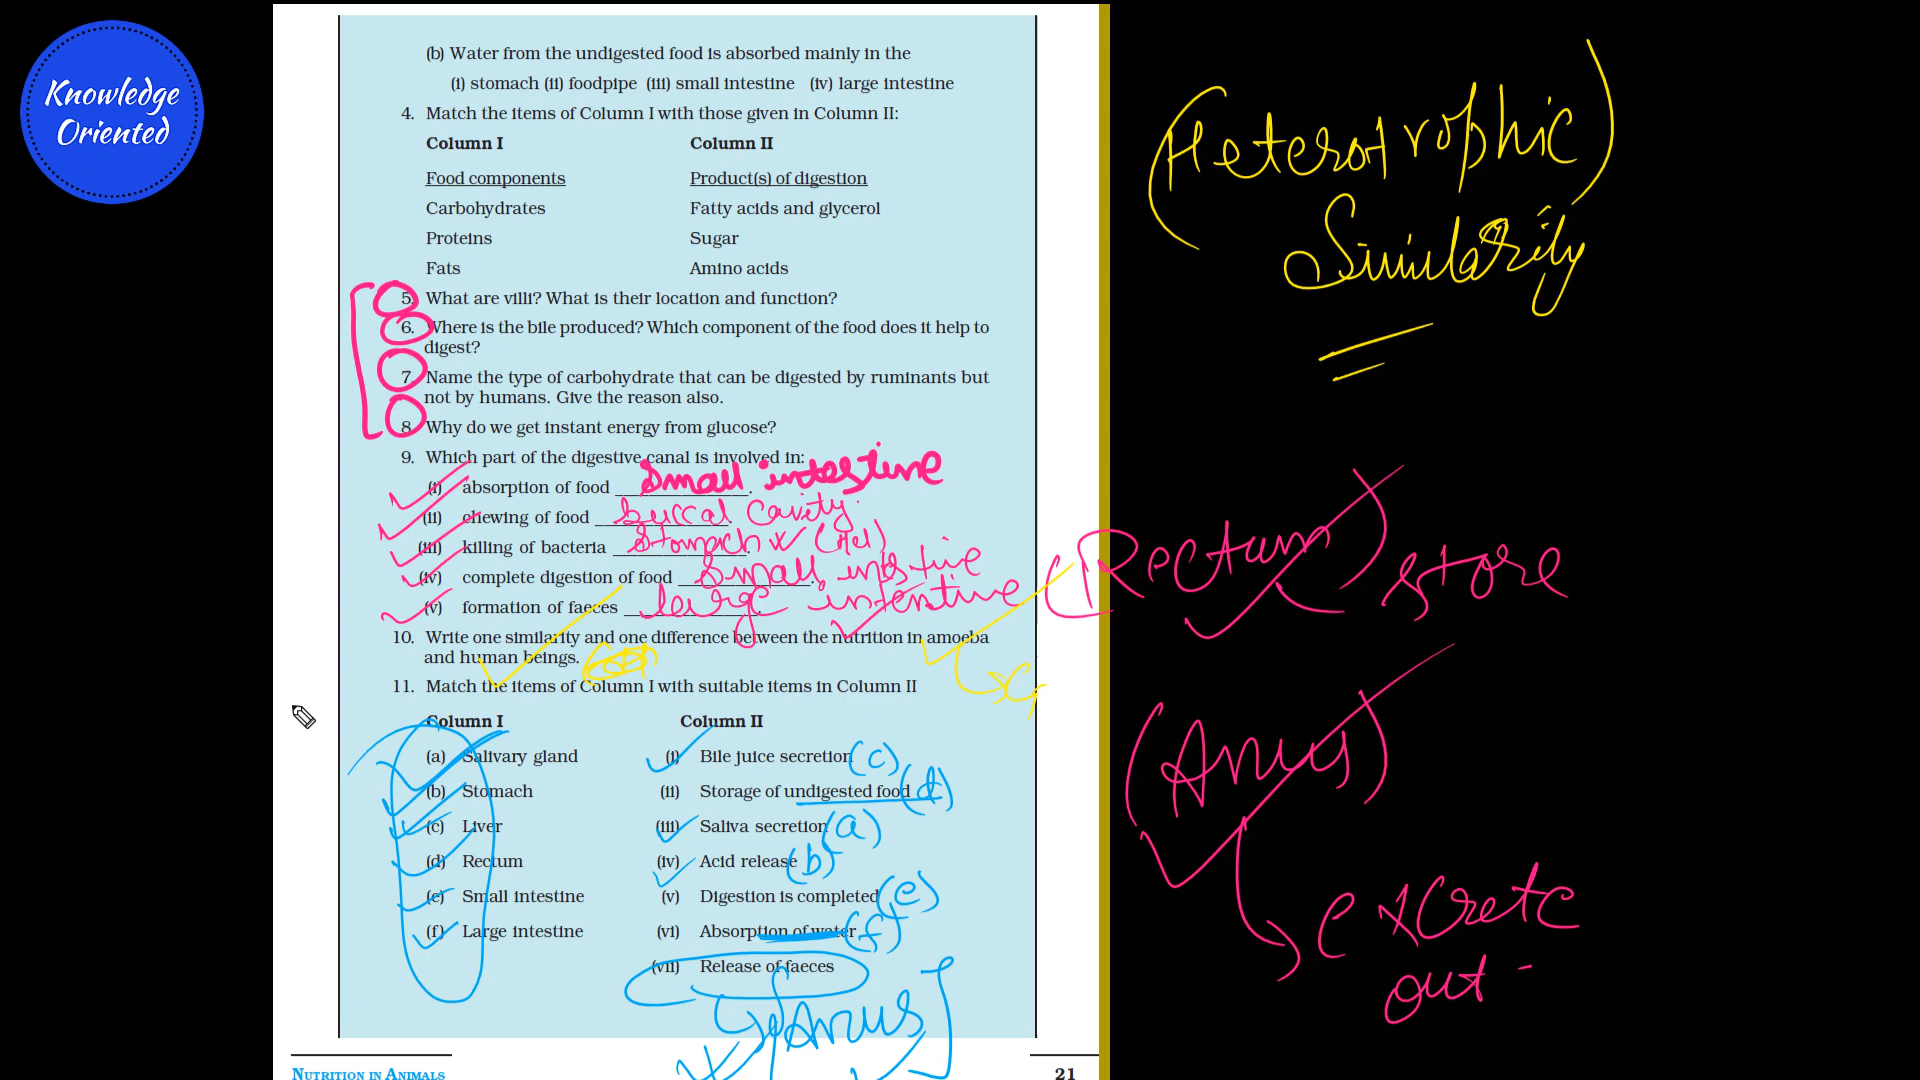 Knowledge
Oriented
(b) Water from the undigested food is absorbed mainly in the
(i) stomach (ii) foodpipe (iii) small intestine (iv) large intestine
4. Match the items of Column I with those given in Column II:
Column I Column II
Food components Product(s) of digestion
Carbohydrates Fatty acids and glycerol
Proteins Sugar
Fats Amino acids
5. What are villi? What is their location and function?
6. Where is the bile produced? Which component of the food does it help to
digest?
7. Name the type of carbohydrate that can be digested by ruminants but
not by humans. Give the reason also.
8. Why do we get instant energy from glucose?
9. Which part of the digestive canal is involved in:
(i) absorption of food ______________. Small intestine
(ii) chewing of food ______________. buccal cavity.
(iii) killing of bacteria ______________. Stomach (Hcl)
(iv) complete digestion of food ______________. Small
(v) formation of faeces ______________.
10. Write one similarity and one difference between the nutrition in amoeba
and human beings.
11. Match the items of Column I with suitable items in Column II
Column I Column II
(a) Salivary gland (i) Bile juice secretion (c)
(b) Stomach (ii) Storage of undigested food (d)
(c) Liver (iii) Saliva secretion (a)
(d) Rectum (iv) Acid release (b)
(e) Small intestine (v) Digestion is completed (e)
(f) Large intestine (vi) Absorption of water (f)
(vii) Release of faeces
Anus
NUTRITION IN ANIMALS 21
(Heterotrophic)
Similarity
(Rectum) store
(Anus)
excrete
out -